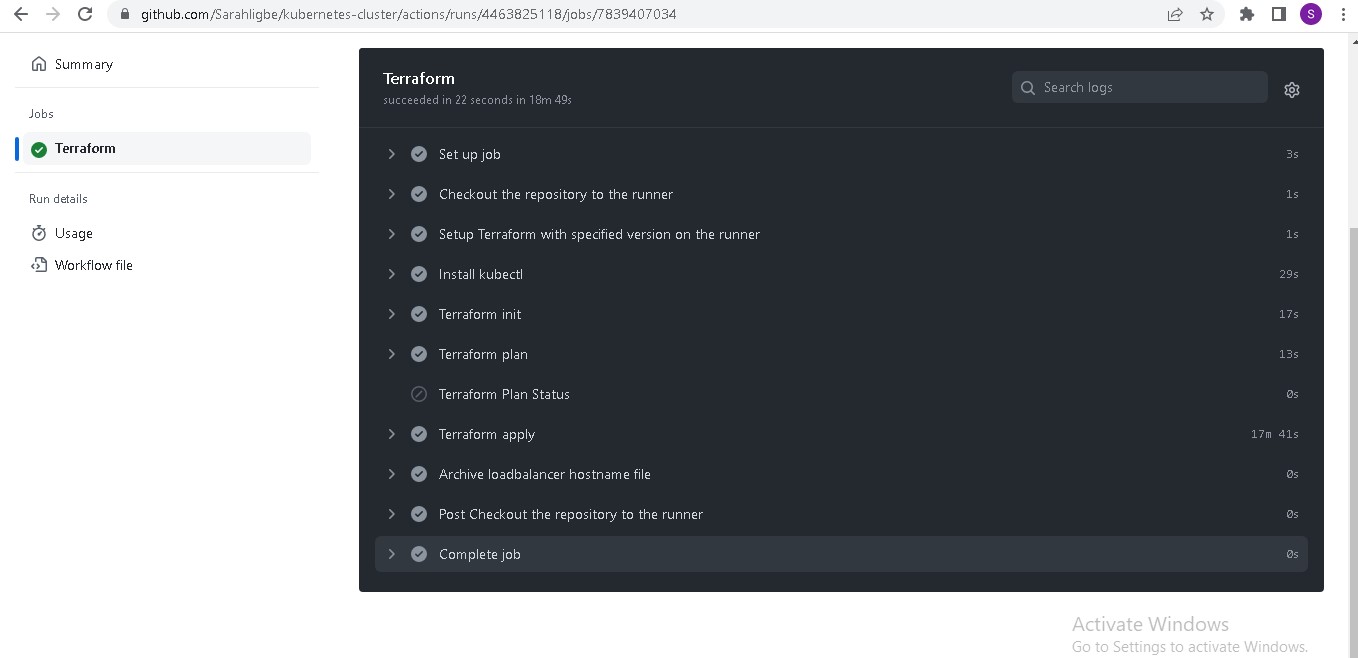 github.com/Sarahligbe/kubernetes-cluster/actions/runs/4463825118/jobs/7839407034
S
Summary
Jobs
Terraform
Run details
Usage
Workflow file
Terraform
succeeded in 22 seconds in 18m 49s
Search logs
Set up job 3s
Checkout the repository to the runner 1s
Setup Terraform with specified version on the runner 1s
Install kubectl 29s
Terraform init 17s
Terraform plan 13s
Terraform Plan Status 0s
Terraform apply 17m 41s
Archive loadbalancer hostname file 0s
Post Checkout the repository to the runner 0s
Complete job 0s
Activate Windows
Go to Settings to activate Windows.